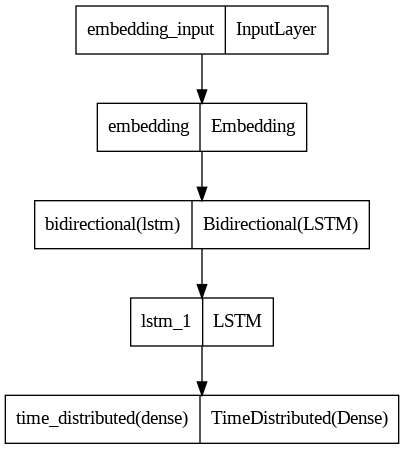 embedding_input InputLayer
embedding Embedding
bidirectional(lstm) Bidirectional(LSTM)
lstm_1 LSTM
time_distributed(dense) TimeDistributed(Dense)